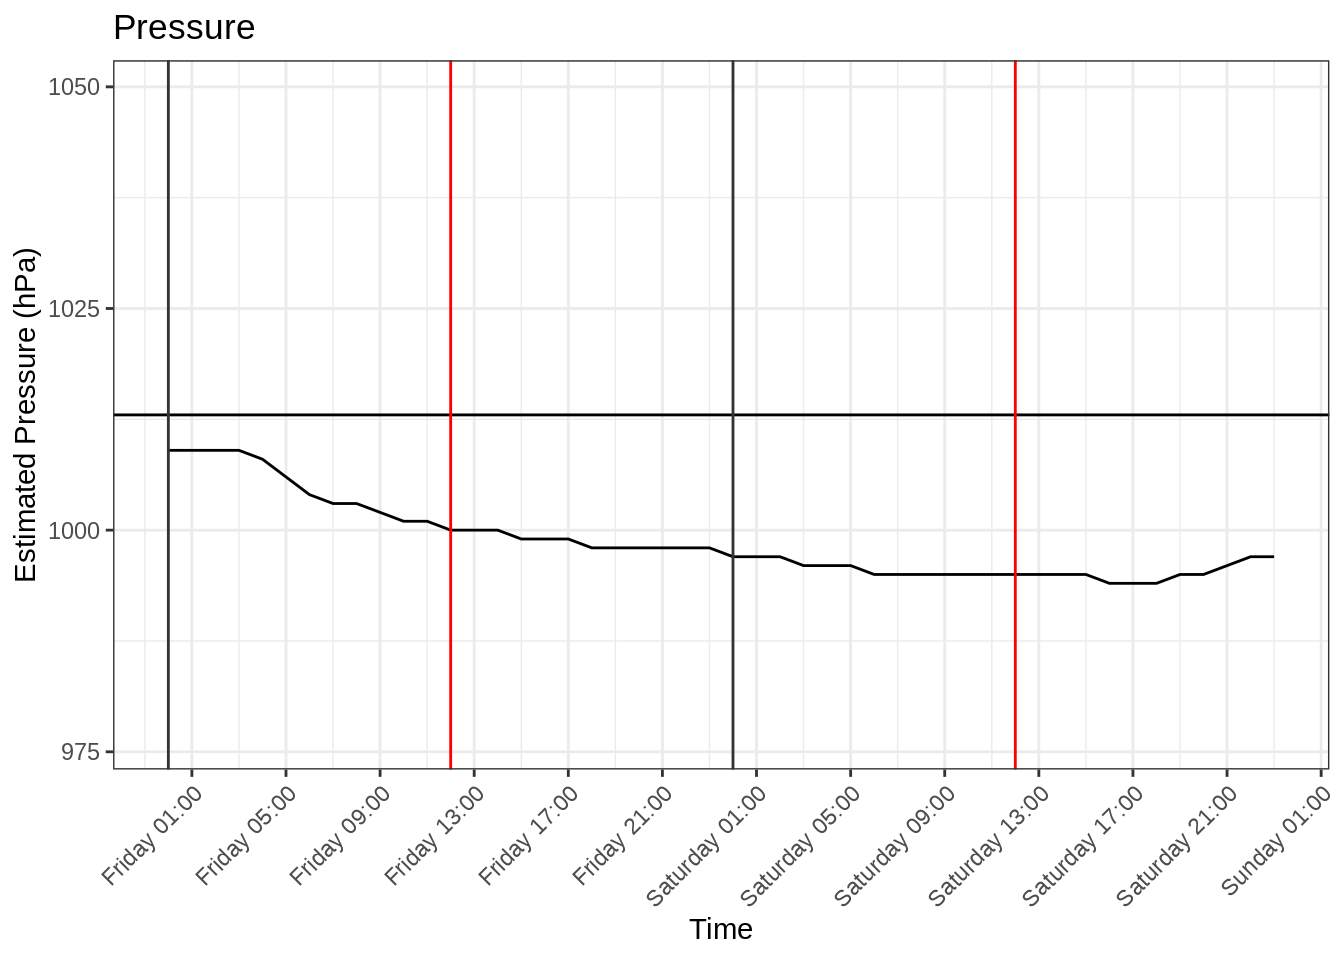 Pressure
1050
1025
1000
975
Estimated Pressure (hPa)
Friday 01:00
Friday 05:00
Friday 09:00
Friday 13:00
Friday 17:00
Friday 21:00
Saturday 01:00
Saturday 05:00
Saturday 09:00
Saturday 13:00
Saturday 17:00
Saturday 21:00
Sunday 01:00
Time